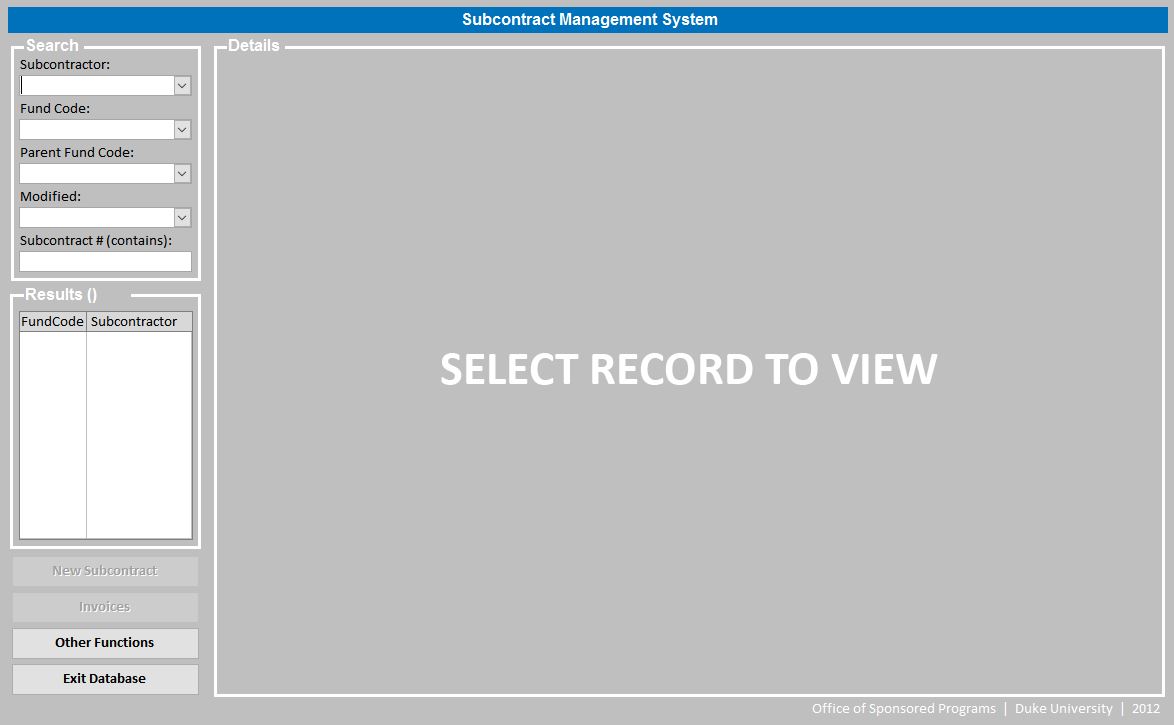 Subcontract Management System
Search
Subcontractor:
Fund Code:
Parent Fund Code:
Modified:
Subcontract # (contains):
Results ()
FundCode Subcontractor
New Subcontract
Invoices
Other Functions
Exit Database
Details
SELECT RECORD TO VIEW
Office of Sponsored Programs | Duke University | 2012